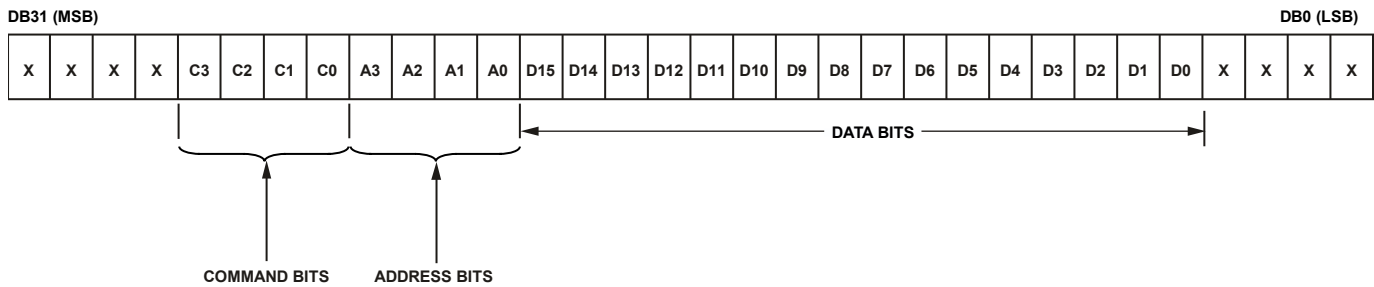 DB31 (MSB) DB0 (LSB)
X X X X C3 C2 C1 C0 A3 A2 A1 A0 D15 D14 D13 D12 D11 D10 D9 D8 D7 D6 D5 D4 D3 D2 D1 D0 X X X X
DATA BITS
COMMAND BITS ADDRESS BITS